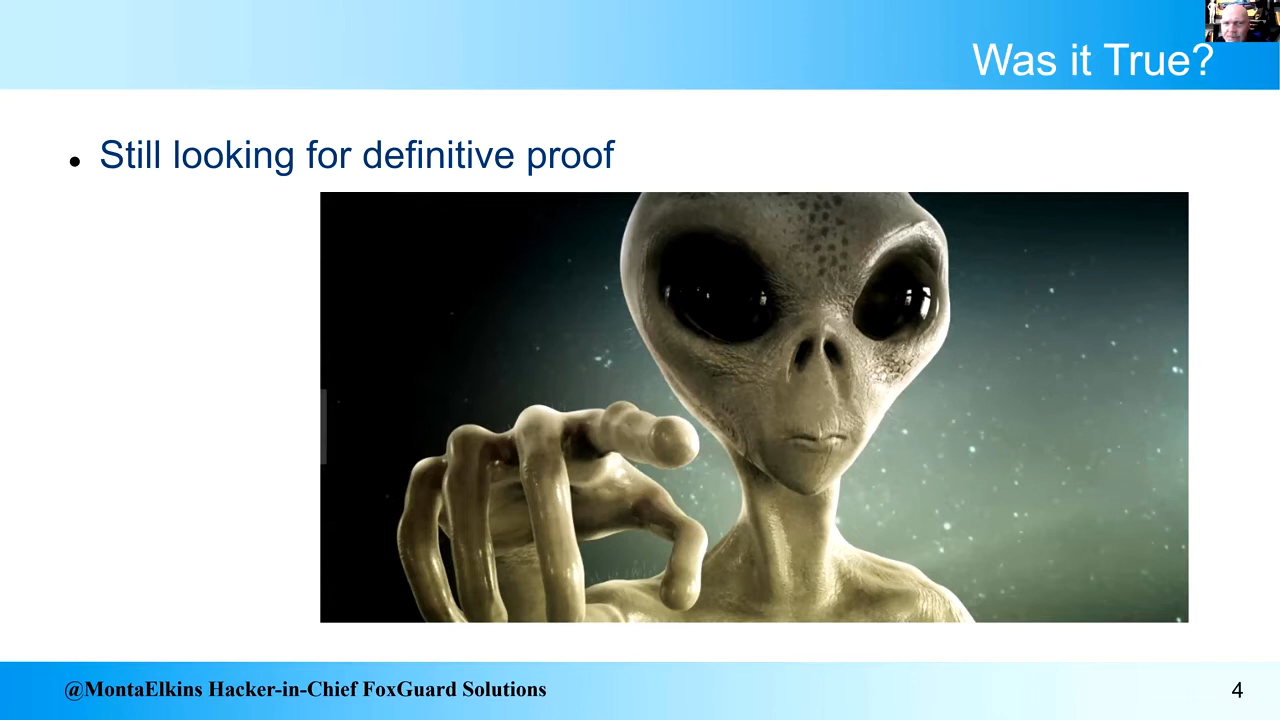 Was it True?
Still looking for definitive proof
@MontaElkins Hacker-in-Chief FoxGuard Solutions
4